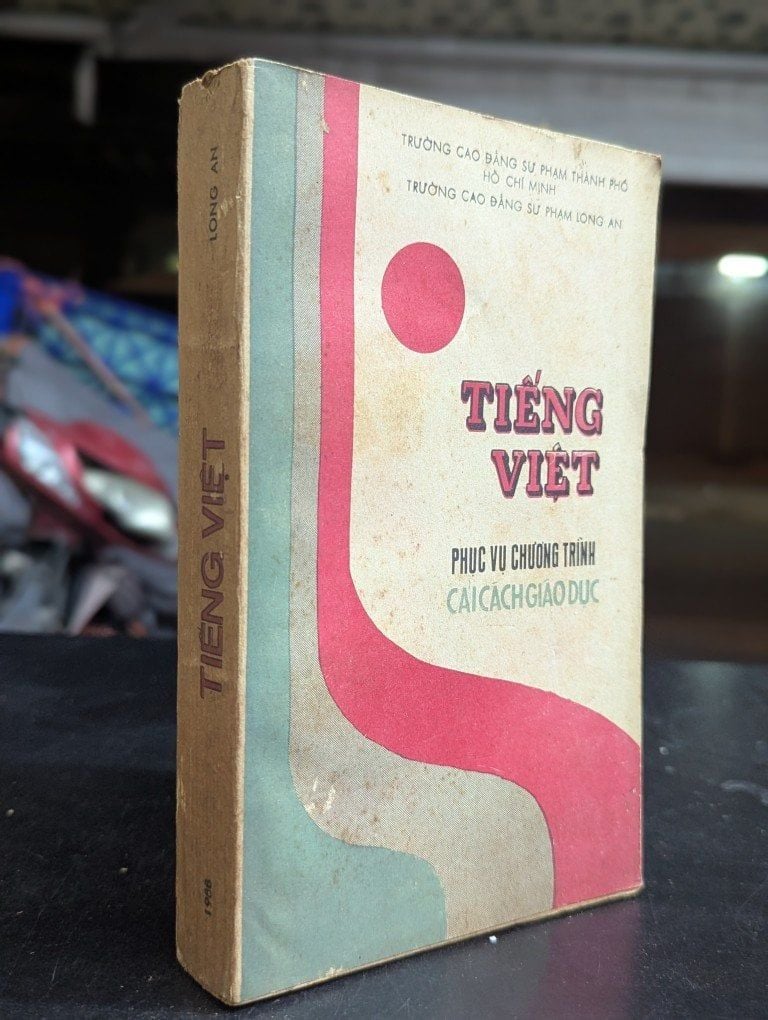 TRƯỜNG CAO ĐẲNG SƯ PHẠM THÀNH PHỐ
HỒ CHÍ MINH
TRƯỜNG CAO ĐẲNG SƯ PHẠM LONG AN
TIẾNG
VIỆT
PHỤC VỤ CHƯƠNG TRÌNH
CẢI CÁCH GIÁO DỤC
LONG AN
TIẾNG VIỆT
1988